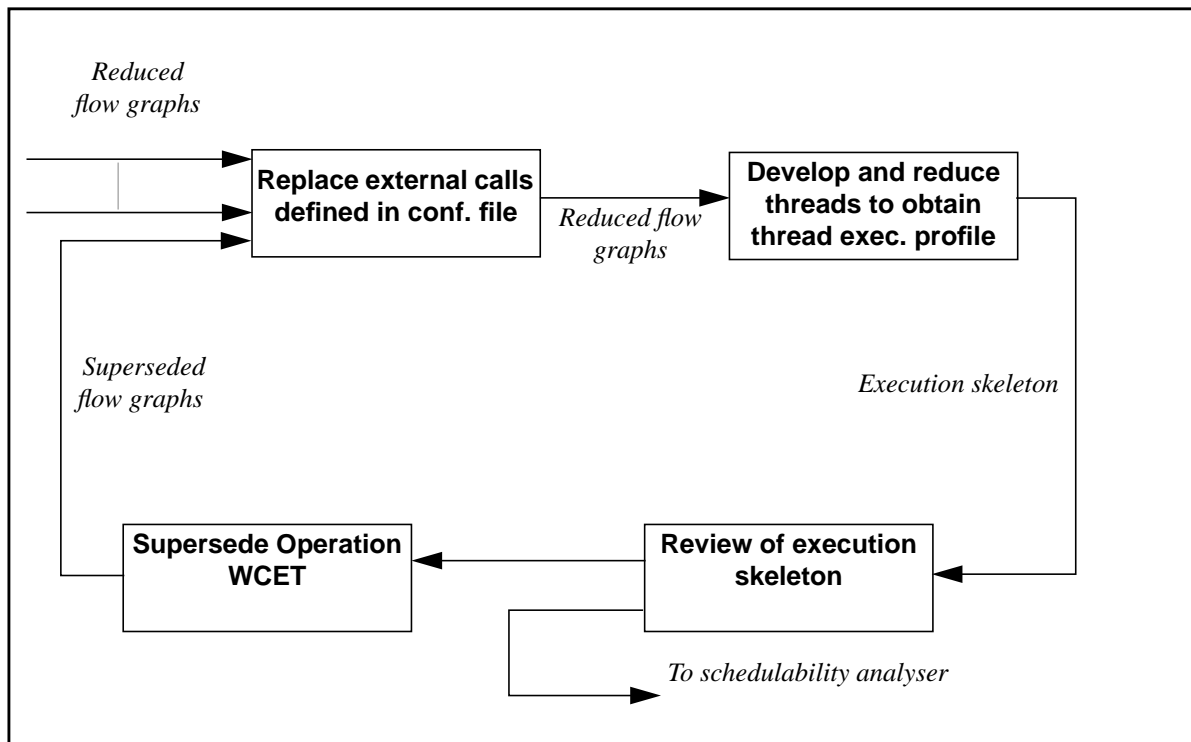 Reduced
flow graphs
Replace external calls
defined in conf. file
Reduced flow
graphs
Develop and reduce
threads to obtain
thread exec. profile
Superseded
flow graphs
Execution skeleton
Supersede Operation
WCET
Review of execution
skeleton
To schedulability analyser